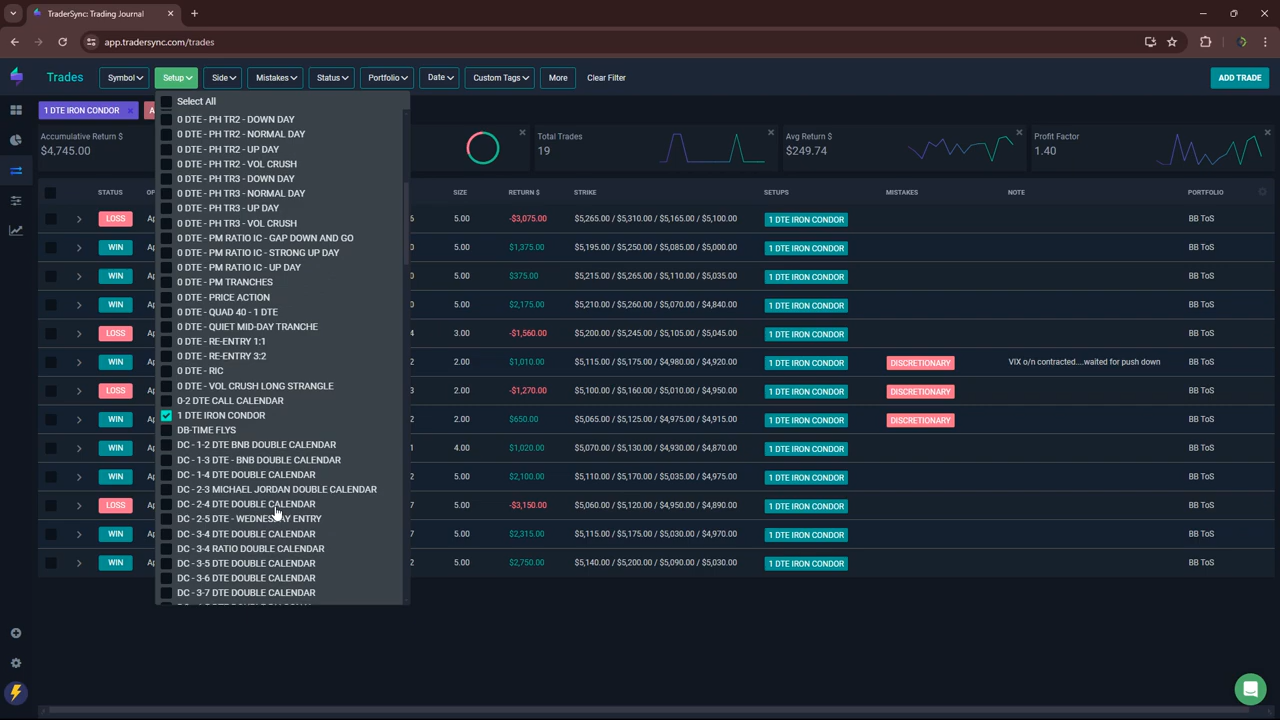 TraderSync: Trading Journal
app.tradersync.com/trades
Trades
Symbol
Setup
Side
Mistakes
Status
Portfolio
Date
Custom Tags
More
Clear Filter
ADD TRADE
1 DTE IRON CONDOR
Accumulative Return $
$4,745.00
Total Trades
19
Avg Return $
$249.74
Profit Factor
1.40
STATUS
SIZE
RETURN $
STRIKE
SETUPS
MISTAKES
NOTE
PORTFOLIO
LOSS 6 5.00 -$3,075.00 $5,265.00 / $5,310.00 / $5,165.00 / $5,100.00 1 DTE IRON CONDOR BB ToS
WIN 5.00 $1,375.00 $5,195.00 / $5,250.00 / $5,085.00 / $5,000.00 1 DTE IRON CONDOR BB ToS
WIN 5.00 $375.00 $5,215.00 / $5,265.00 / $5,110.00 / $5,035.00 1 DTE IRON CONDOR BB ToS
WIN 5.00 $2,175.00 $5,210.00 / $5,260.00 / $5,070.00 / $4,840.00 1 DTE IRON CONDOR BB ToS
LOSS 4 3.00 -$1,560.00 $5,200.00 / $5,245.00 / $5,105.00 / $5,045.00 1 DTE IRON CONDOR BB ToS
WIN 2 2.00 $1,010.00 $5,115.00 / $5,175.00 / $4,980.00 / $4,920.00 1 DTE IRON CONDOR DISCRETIONARY VIX o/n contracted....waited for push down BB ToS
LOSS 3 2.00 -$1,270.00 $5,100.00 / $5,160.00 / $5,010.00 / $4,950.00 1 DTE IRON CONDOR DISCRETIONARY BB ToS
WIN 2.00 $650.00 $5,065.00 / $5,125.00 / $4,975.00 / $4,915.00 1 DTE IRON CONDOR DISCRETIONARY BB ToS
WIN 4.00 $1,020.00 $5,070.00 / $5,130.00 / $4,990.00 / $4,930.00 1 DTE IRON CONDOR BB ToS
WIN 2 2.00 $5,110.00 / $5,170.00 / $5,035.00 / $4,975.00 1 DTE IRON CONDOR BB ToS
LOSS 7 5.00 -$3,150.00 $5,060.00 / $5,120.00 / $4,950.00 / $4,890.00 1 DTE IRON CONDOR BB ToS
WIN 7 5.00 $2,315.00 $5,115.00 / $5,175.00 / $5,030.00 / $4,970.00 1 DTE IRON CONDOR BB ToS
WIN 2 5.00 $2,750.00 $5,140.00 / $5,200.00 / $5,090.00 / $5,030.00 1 DTE IRON CONDOR BB ToS
Select All
0 DTE - PH TR2 - DOWN DAY
0 DTE - PH TR2 - NORMAL DAY
0 DTE - PH TR2 - UP DAY
0 DTE - PH TR2 - VOL CRUSH
0 DTE - PH TR3 - DOWN DAY
0 DTE - PH TR3 - NORMAL DAY
0 DTE - PH TR3 - UP DAY
0 DTE - PH TR3 - VOL CRUSH
0 DTE - PM RATIO IC - GAP DOWN AND GO
0 DTE - PM RATIO IC - STRONG UP DAY
0 DTE - PM RATIO IC - UP DAY
0 DTE - PM TRANCHES
0 DTE - PRICE ACTION
0 DTE - QUAD 40 - 1 DTE
0 DTE - QUIET MID-DAY TRANCHE
0 DTE - RE-ENTRY 1:1
0 DTE - RE-ENTRY 3:2
0 DTE - RIC
0 DTE - VOL CRUSH LONG STRANGLE
0-2 DTE CALL CALENDAR
1 DTE IRON CONDOR
DB-TIME FLYS
DC - 1-2 DTE BNB DOUBLE CALENDAR
DC - 1-3 DTE - BNB DOUBLE CALENDAR
DC - 1-4 DTE DOUBLE CALENDAR
DC - 2-3 MICHAEL JORDAN DOUBLE CALENDAR
DC - 2-4 DTE DOUBLE CALENDAR
DC - 2-5 DTE - WEDNESDAY ENTRY
DC - 3-4 DTE DOUBLE CALENDAR
DC - 3-4 RATIO DOUBLE CALENDAR
DC - 3-5 DTE DOUBLE CALENDAR
DC - 3-6 DTE DOUBLE CALENDAR
DC - 3-7 DTE DOUBLE CALENDAR